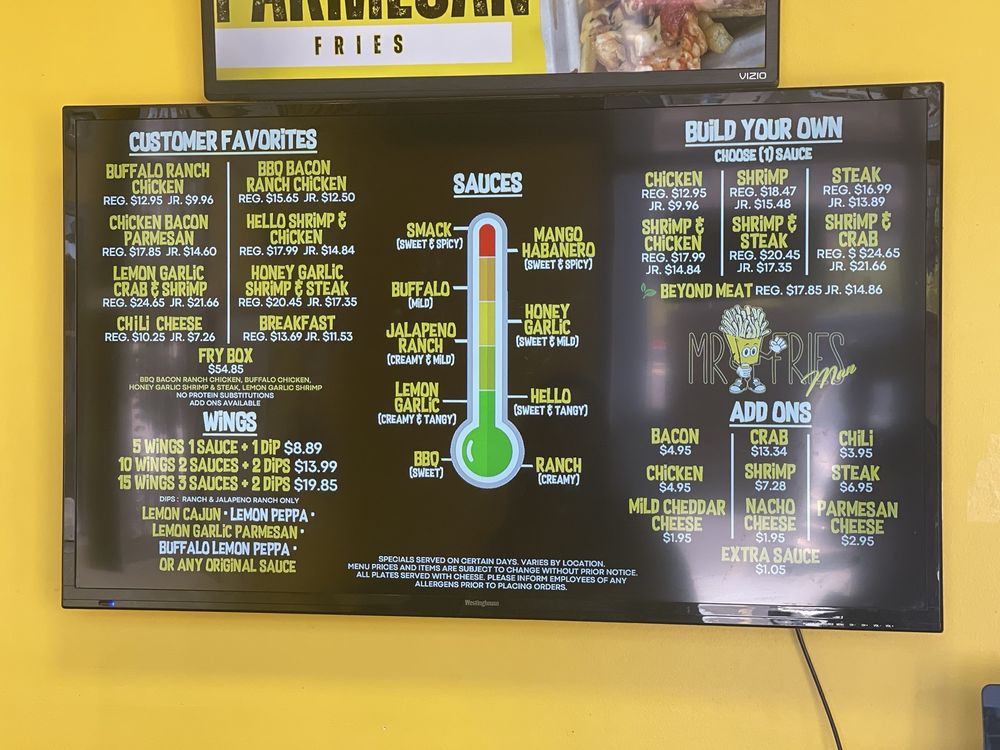 PARMESAN
FRIES
VIZIO
CUSTOMER FAVORITES
BUFFALO RANCH
CHICKEN
REG. $12.95 JR. $9.96
BBQ BACON
RANCH CHICKEN
REG. $15.65 JR. $12.50
CHICKEN BACON
PARMESAN
REG. $17.85 JR. $14.60
HELLO SHRIMP &
CHICKEN
REG. $17.99 JR. $14.84
LEMON GARLIC
CRAB & SHRIMP
REG. $24.65 JR. $21.66
HONEY GARLIC
SHRIMP & STEAK
REG. $20.45 JR. $17.35
CHILI CHEESE
REG. $10.25 JR. $7.26
BREAKFAST
REG. $13.69 JR. $11.53
FRY BOX
$54.85
BBQ BACON RANCH CHICKEN, BUFFALO CHICKEN,
HONEY GARLIC SHRIMP & STEAK, LEMON GARLIC SHRIMP
NO PROTEIN SUBSTITUTIONS
ADD ONS AVAILABLE
WINGS
5 WINGS 1 SAUCE + 1 DIP $8.89
10 WINGS 2 SAUCES + 2 DIPS $13.99
15 WINGS 3 SAUCES + 2 DIPS $19.85
DIPS : RANCH & JALAPENO RANCH ONLY
LEMON CAJUN • LEMON PEPPA •
LEMON GARLIC PARMESAN •
BUFFALO LEMON PEPPA •
OR ANY ORIGINAL SAUCE
SAUCES
SMACK
(SWEET & SPICY)
MANGO
HABANERO
(SWEET & SPICY)
BUFFALO
(MILD)
HONEY
GARLIC
(SWEET & MILD)
JALAPENO
RANCH
(CREAMY & MILD)
LEMON
GARLIC
(CREAMY & TANGY)
HELLO
(SWEET & TANGY)
BBQ
(SWEET)
RANCH
(CREAMY)
SPECIALS SERVED ON CERTAIN DAYS. VARIES BY LOCATION.
MENU PRICES AND ITEMS ARE SUBJECT TO CHANGE WITHOUT PRIOR NOTICE.
ALL PLATES SERVED WITH CHEESE. PLEASE INFORM EMPLOYEES OF ANY
ALLERGENS PRIOR TO PLACING ORDERS.
BUILD YOUR OWN
CHOOSE (1) SAUCE
CHICKEN
REG. $12.95
JR. $9.96
SHRIMP
REG. $18.47
JR. $15.48
STEAK
REG. $16.99
JR. $13.89
SHRIMP &
CHICKEN
REG. $17.99
JR. $14.84
SHRIMP &
STEAK
REG. $20.45
JR. $17.35
SHRIMP &
CRAB
REG. $ $24.65
JR. $21.66
BEYOND MEAT REG. $17.85 JR. $14.86
MR FRIES
Man
ADD ONS
BACON
$4.95
CRAB
$13.34
CHILI
$3.95
CHICKEN
$4.95
SHRIMP
$7.28
STEAK
$6.95
MILD CHEDDAR
CHEESE
$1.95
NACHO
CHEESE
$1.95
PARMESAN
CHEESE
$2.95
EXTRA SAUCE
$1.05
Westinghouse